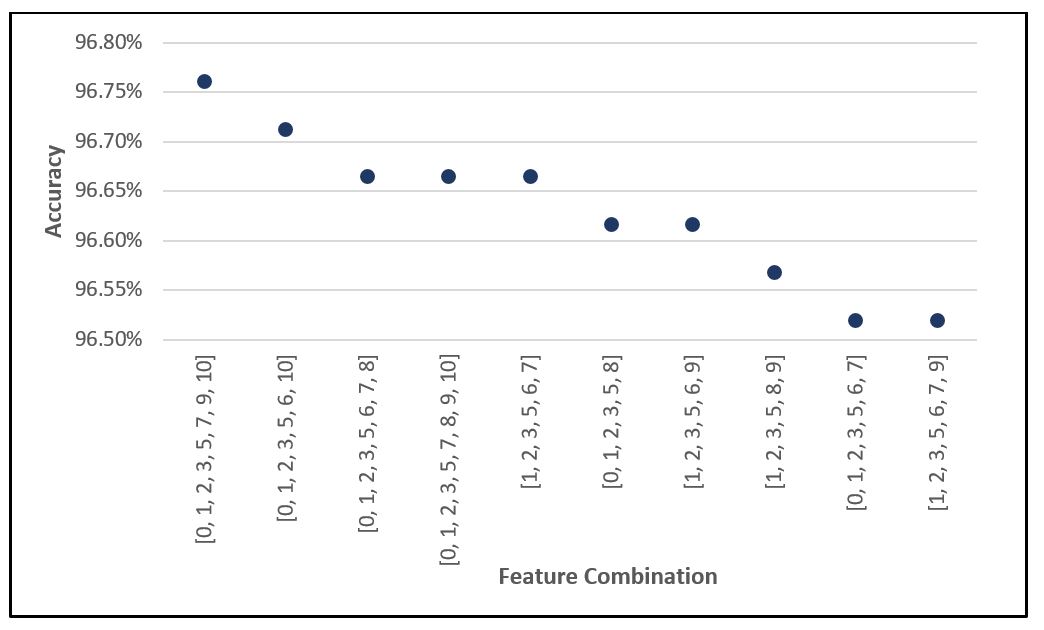 96.80%
96.75%
96.70%
96.65%
96.60%
96.55%
96.50%
Accuracy
[0, 1, 2, 3, 5, 7, 9, 10]
[0, 1, 2, 3, 5, 6, 10]
[0, 1, 2, 3, 5, 6, 7, 8]
[0, 1, 2, 3, 5, 7, 8, 9, 10]
[1, 2, 3, 5, 6, 7]
[0, 1, 2, 3, 5, 8]
[1, 2, 3, 5, 6, 9]
[1, 2, 3, 5, 8, 9]
[0, 1, 2, 3, 5, 6, 7]
[1, 2, 3, 5, 6, 7, 9]
Feature Combination